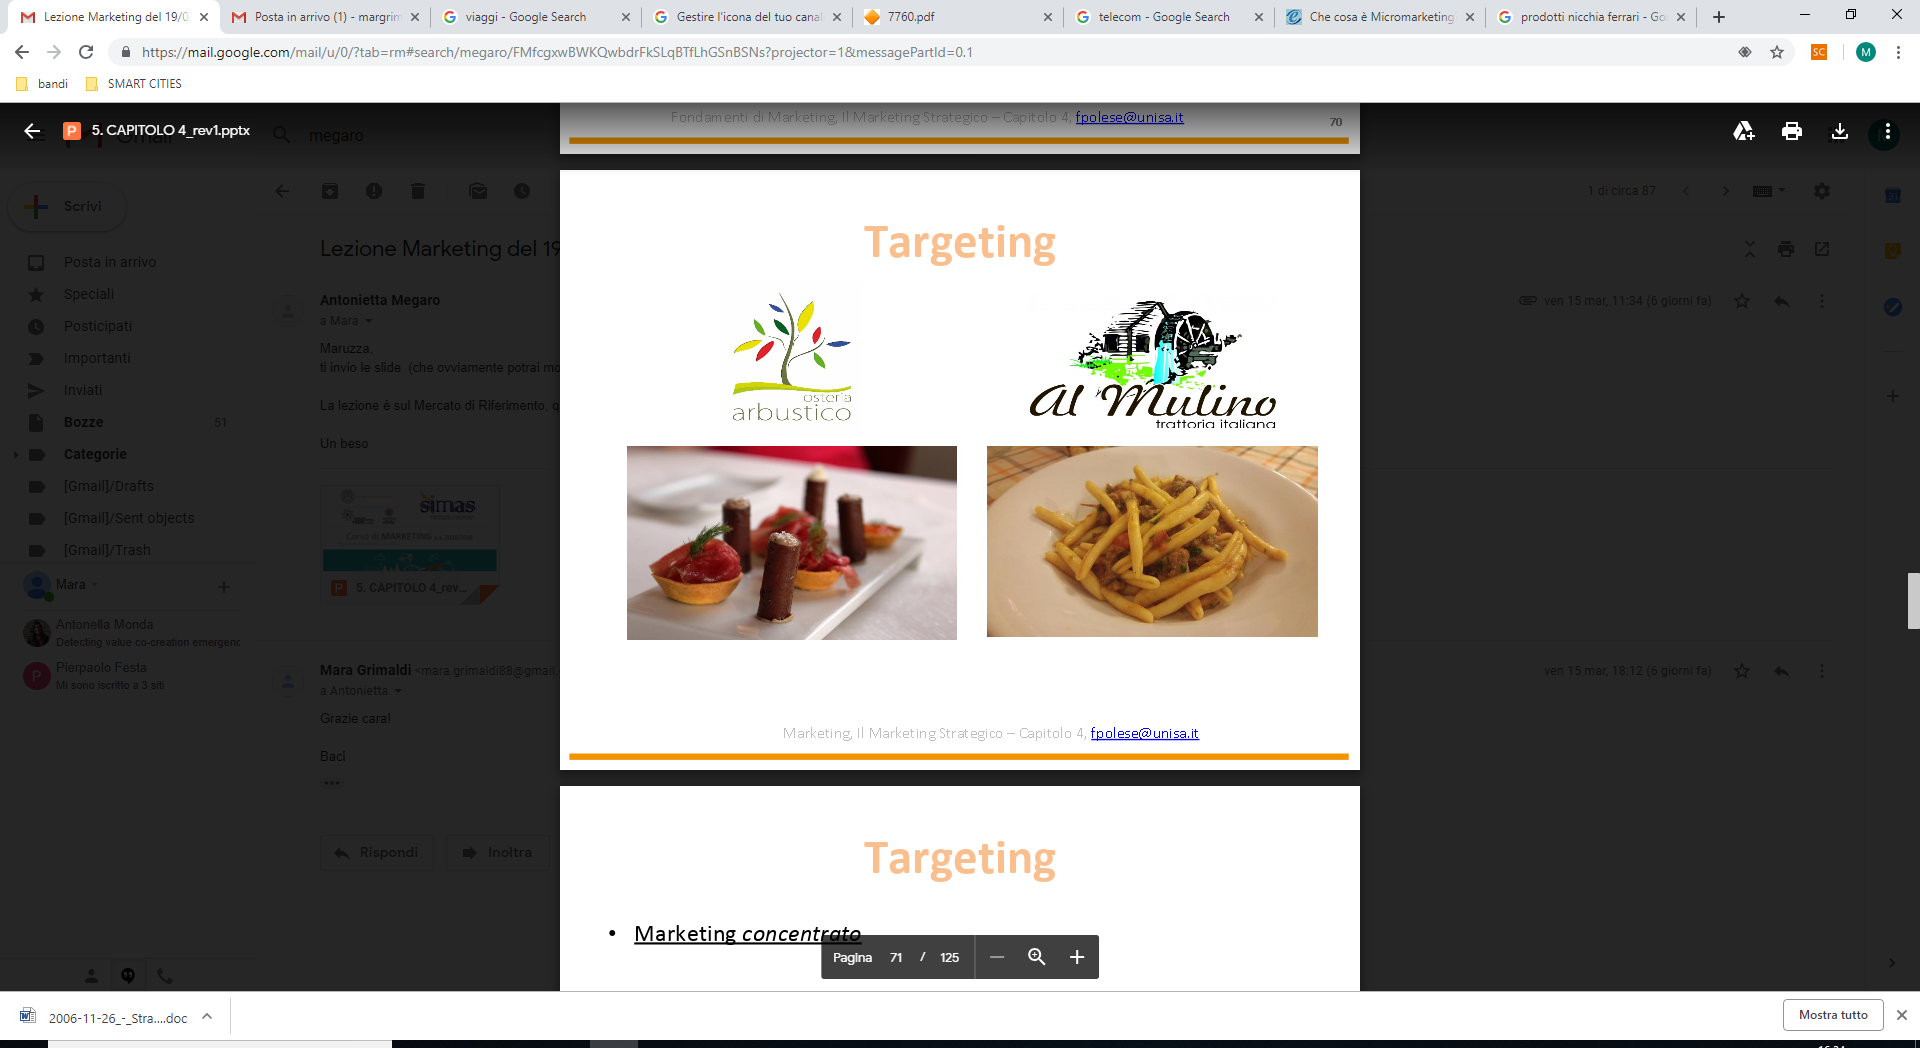 Lezione Marketing del 19/0
Posta in arrivo (1) - margrim
viaggi - Google Search
Gestire l'icona del tuo canal
7760.pdf
telecom - Google Search
Che cosa è Micromarketing
prodotti nicchia ferrari - Go
https://mail.google.com/mail/u/0/?tab=rm#search/megaro/FMfcgxwBWKQwbdrFkSLqBTfLhGSnBSNs?projector=1&messagePartId=0.1
SC
M
bandi
SMART CITIES
5. CAPITOLO 4_rev1.pptx
megaro
Fondamenti di Marketing, Il Marketing Strategico – Capitolo 4, fpolese@unisa.it
70
Scrivi
1 di circa 87
Lezione Marketing del 19
Posta in arrivo
Speciali
Posticipati
Importanti
Inviati
Bozze
51
Categorie
[Gmail]/Drafts
[Gmail]/Sent objects
[Gmail]/Trash
Mara
Antonella Monda
Detecting value co-creation emergenc
Pierpaolo Festa
Mi sono iscritto a 3 siti
Antonietta Megaro
ven 15 mar, 11:34 (6 giorni fa)
a Mara
Maruzza,
ti invio le slide (che ovviamente potrai mo
La lezione è sul Mercato di Riferimento, q
Un beso
simas
Corso di MARKETING
5. CAPITOLO 4_rev...
Mara Grimaldi <mara.grimaldi88@gmail.
ven 15 mar, 18:12 (6 giorni fa)
a Antonietta
Grazie cara!
Baci
Rispondi
Inoltra
Targeting
osteria
arbustico
Al Mulino
trattoria italiana
Marketing, Il Marketing Strategico – Capitolo 4, fpolese@unisa.it
Targeting
• Marketing concentrato
Pagina 71 / 125
2006-11-26_-_Stra....doc
Mostra tutto